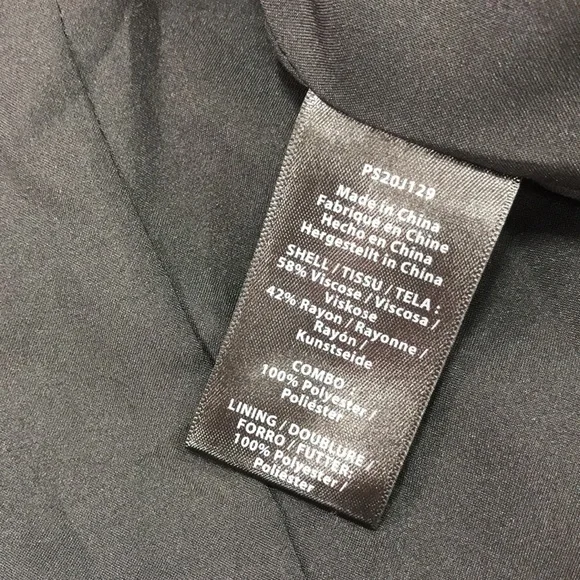 PS20J129
Made in China
Fabriqué en Chine
Hecho en China
Hergestellt in China
SHELL / TISSU / TELA :
58% Viscose / Viscosa /
Viskose
42% Rayon / Rayonne /
Rayón /
Kunstseide
COMBO :
100% Polyester /
Poliéster
LINING / DOUBLURE /
FORRO / FUTTER:
100% Polyester /
Poliéster